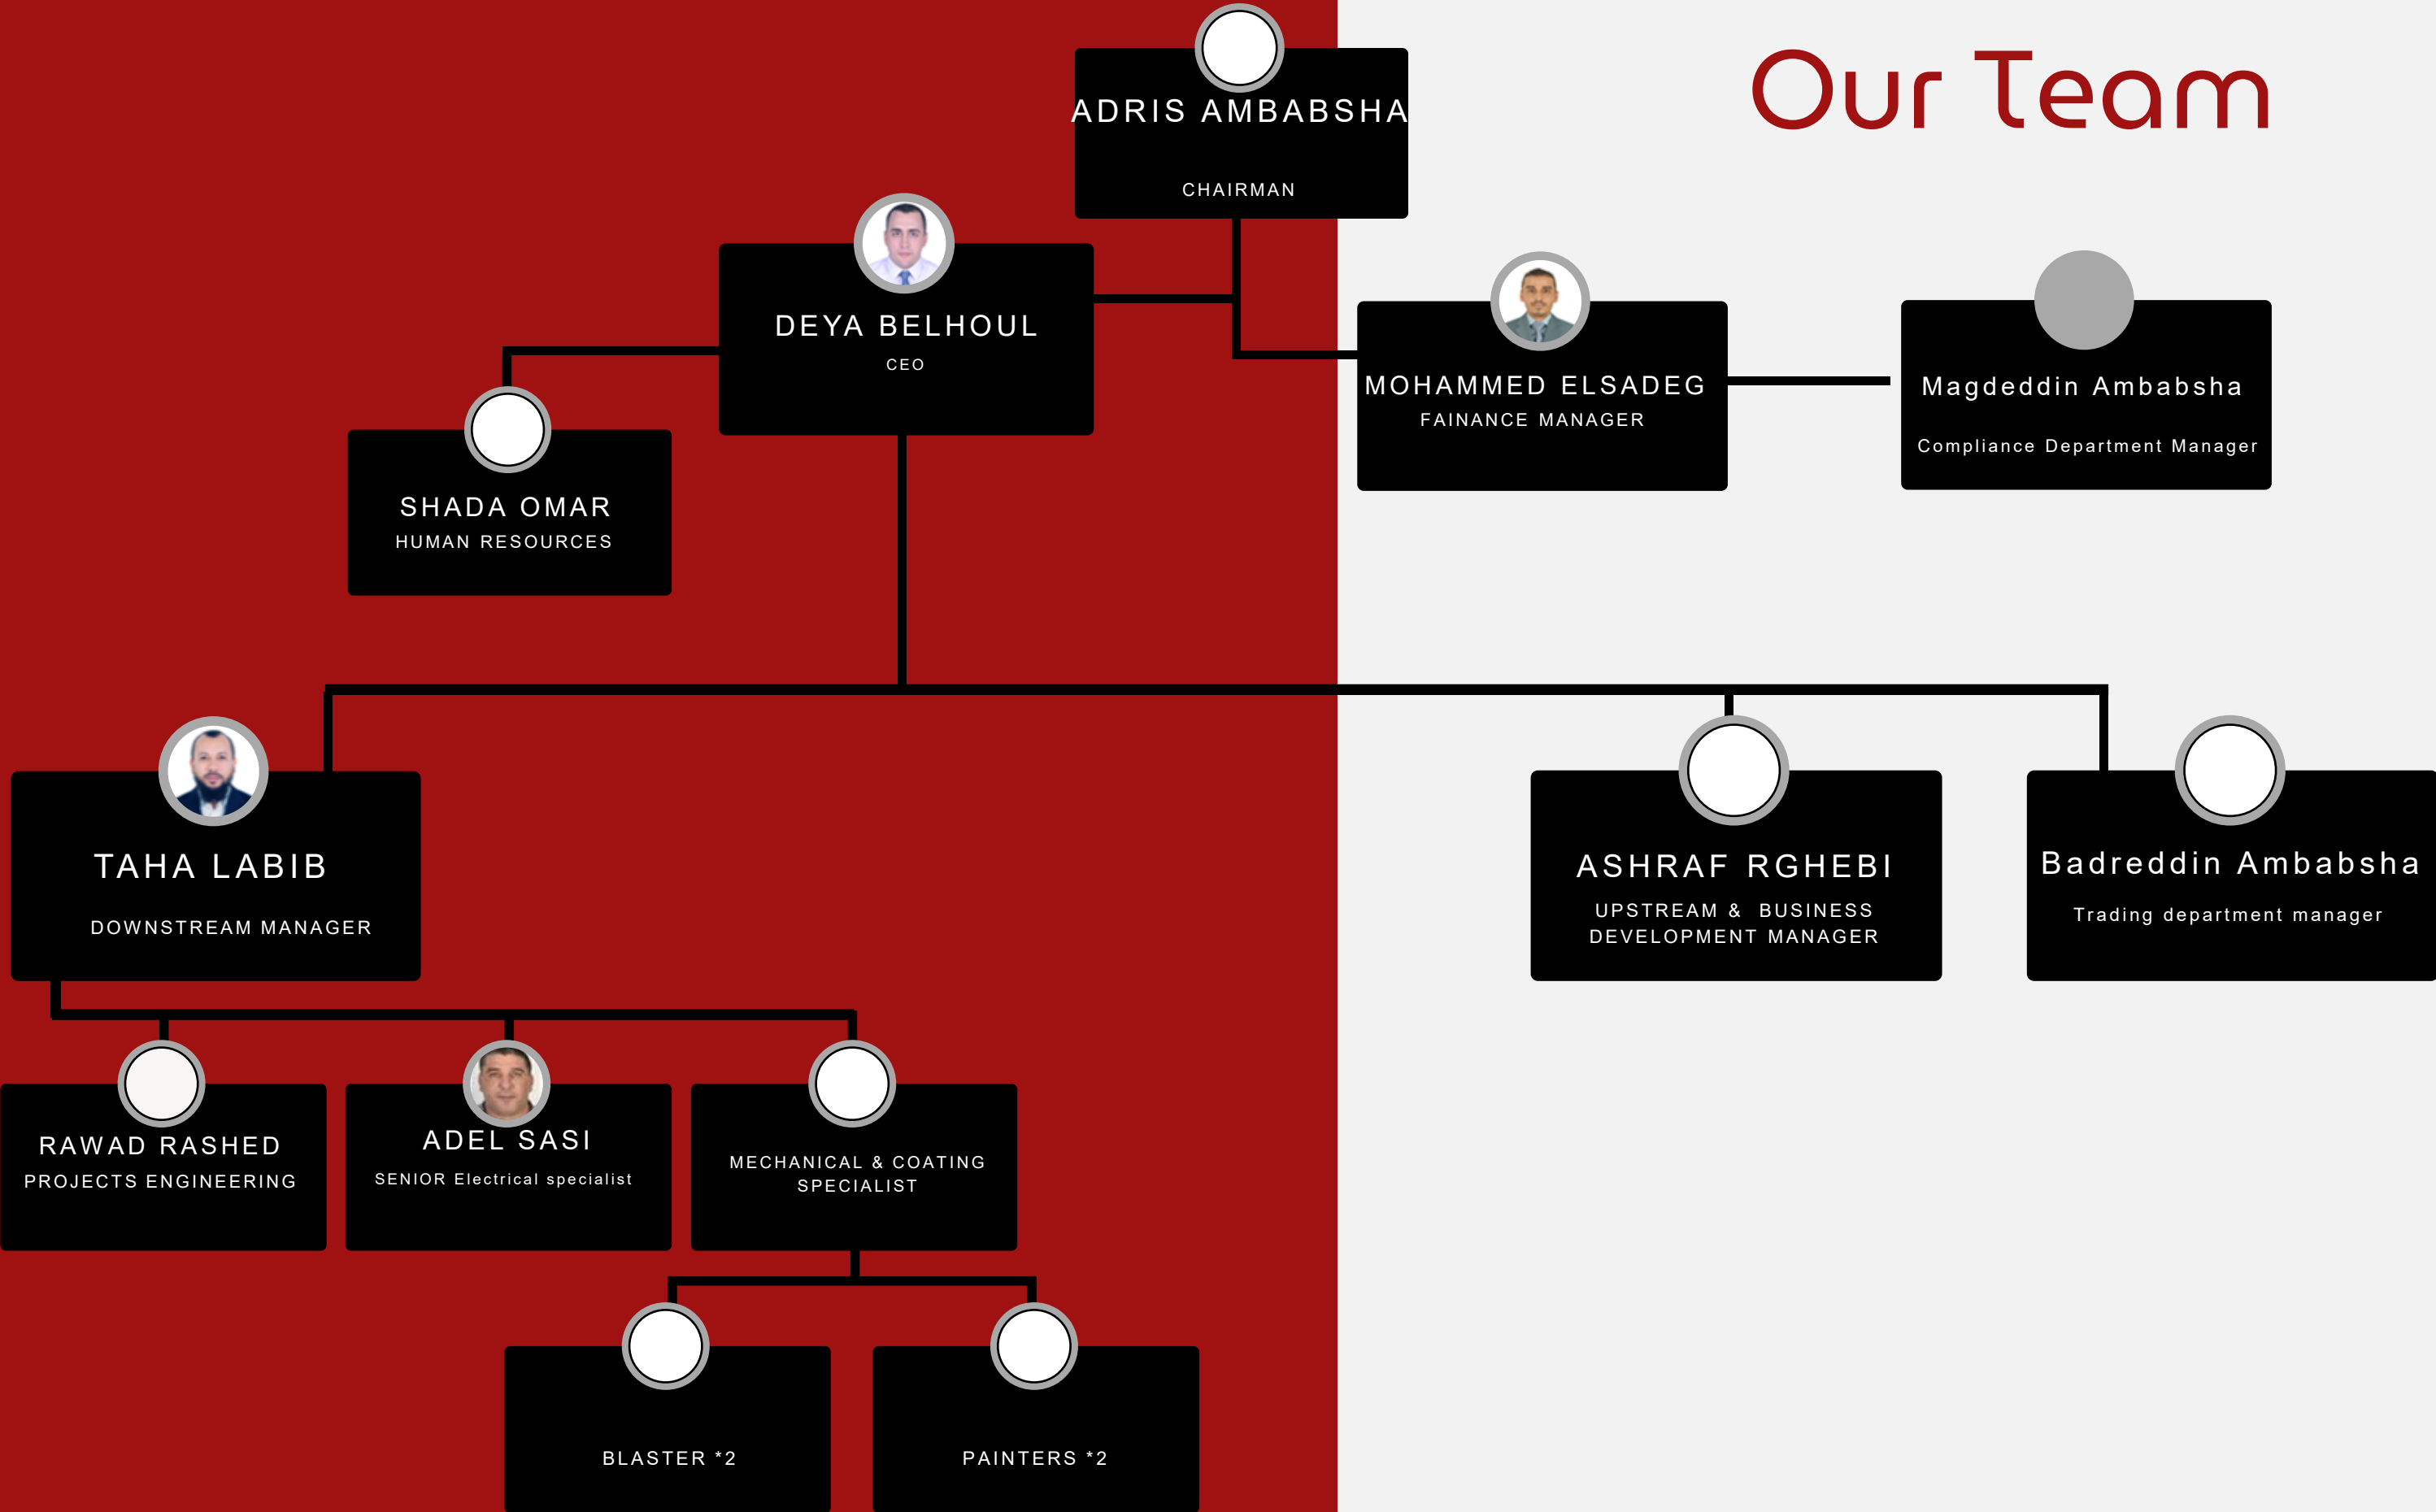 Our Team
ADRIS AMBABSHA
CHAIRMAN
DEYA BELHOUL
CEO
MOHAMMED ELSADEG
FAINANCE MANAGER
Magdeddin Ambabsha
Compliance Department Manager
SHADA OMAR
HUMAN RESOURCES
TAHA LABIB
DOWNSTREAM MANAGER
ASHRAF RGHEBI
UPSTREAM & BUSINESS
DEVELOPMENT MANAGER
Badreddin Ambabsha
Trading department manager
RAWAD RASHED
PROJECTS ENGINEERING
ADEL SASI
SENIOR Electrical specialist
MECHANICAL & COATING
SPECIALIST
BLASTER *2
PAINTERS *2